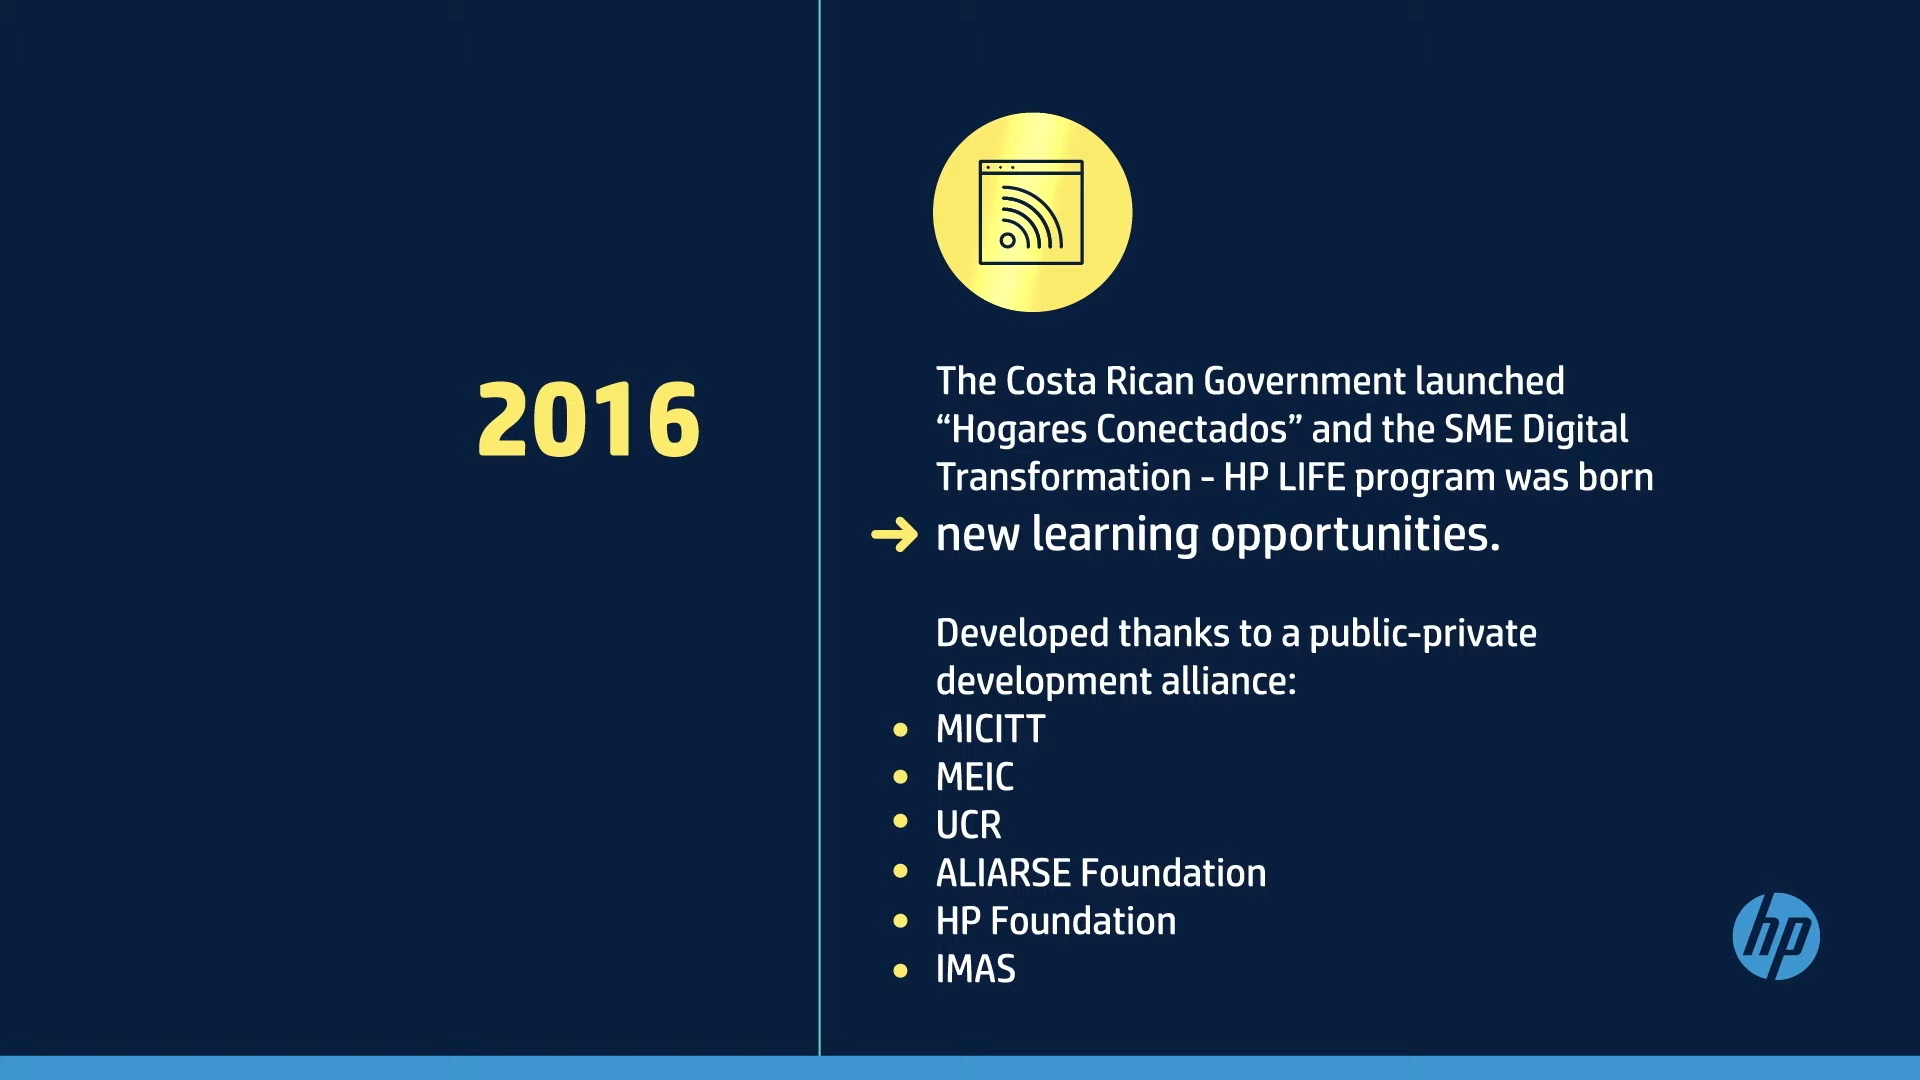 2016
The Costa Rican Government launched
“Hogares Conectados” and the SME Digital
Transformation - HP LIFE program was born
new learning opportunities.
Developed thanks to a public-private
development alliance:
MICITT
MEIC
UCR
ALIARSE Foundation
HP Foundation
IMAS
hp